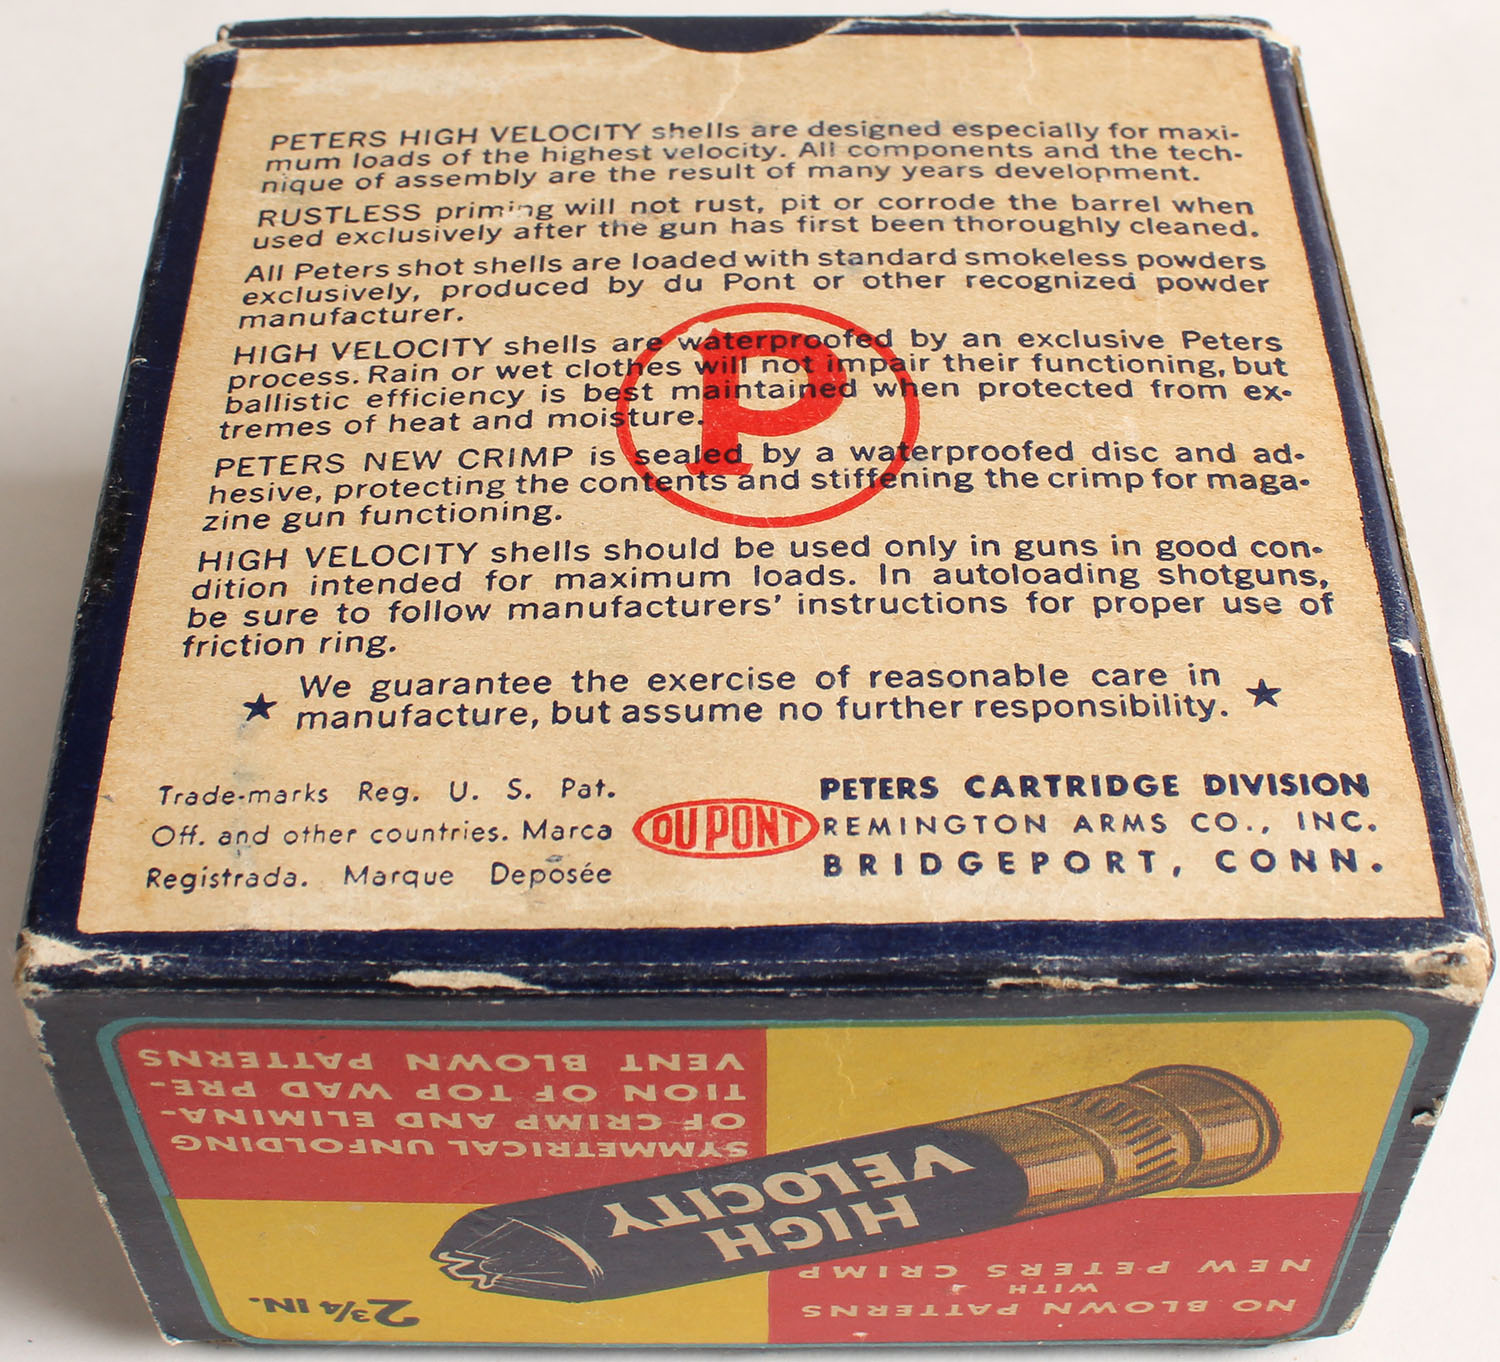 PETERS HIGH VELOCITY shells are designed especially for maxi-
mum loads of the highest velocity. All components and the tech-
nique of assembly are the result of many years development.
RUSTLESS priming will not rust, pit or corrode the barrel when
used exclusively after the gun has first been thoroughly cleaned.
All Peters shot shells are loaded with standard smokeless powders
exclusively, produced by du Pont or other recognized powder
manufacturer.
HIGH VELOCITY shells are waterproofed by an exclusive Peters
process. Rain or wet clothes will not impair their functioning, but
ballistic efficiency is best maintained when protected from ex-
tremes of heat and moisture.
P
PETERS NEW CRIMP is sealed by a waterproofed disc and ad-
hesive, protecting the contents and stiffening the crimp for maga-
zine gun functioning.
HIGH VELOCITY shells should be used only in guns in good con-
dition intended for maximum loads. In autoloading shotguns,
be sure to follow manufacturers' instructions for proper use of
friction ring.
★ We guarantee the exercise of reasonable care in ★
manufacture, but assume no further responsibility.
Trade-marks Reg. U. S. Pat.
Off. and other countries. Marca
Registrada. Marque Deposée
DU PONT
PETERS CARTRIDGE DIVISION
REMINGTON ARMS CO., INC.
BRIDGEPORT, CONN.
NO BLOWN PATTERNS
WITH
NEW PETERS CRIMP
2¾ IN.
HIGH
VELOCITY
SYMMETRICAL UNFOLDING
OF CRIMP AND ELIMINA-
TION OF TOP WAD PRE-
VENT BLOWN PATTERNS